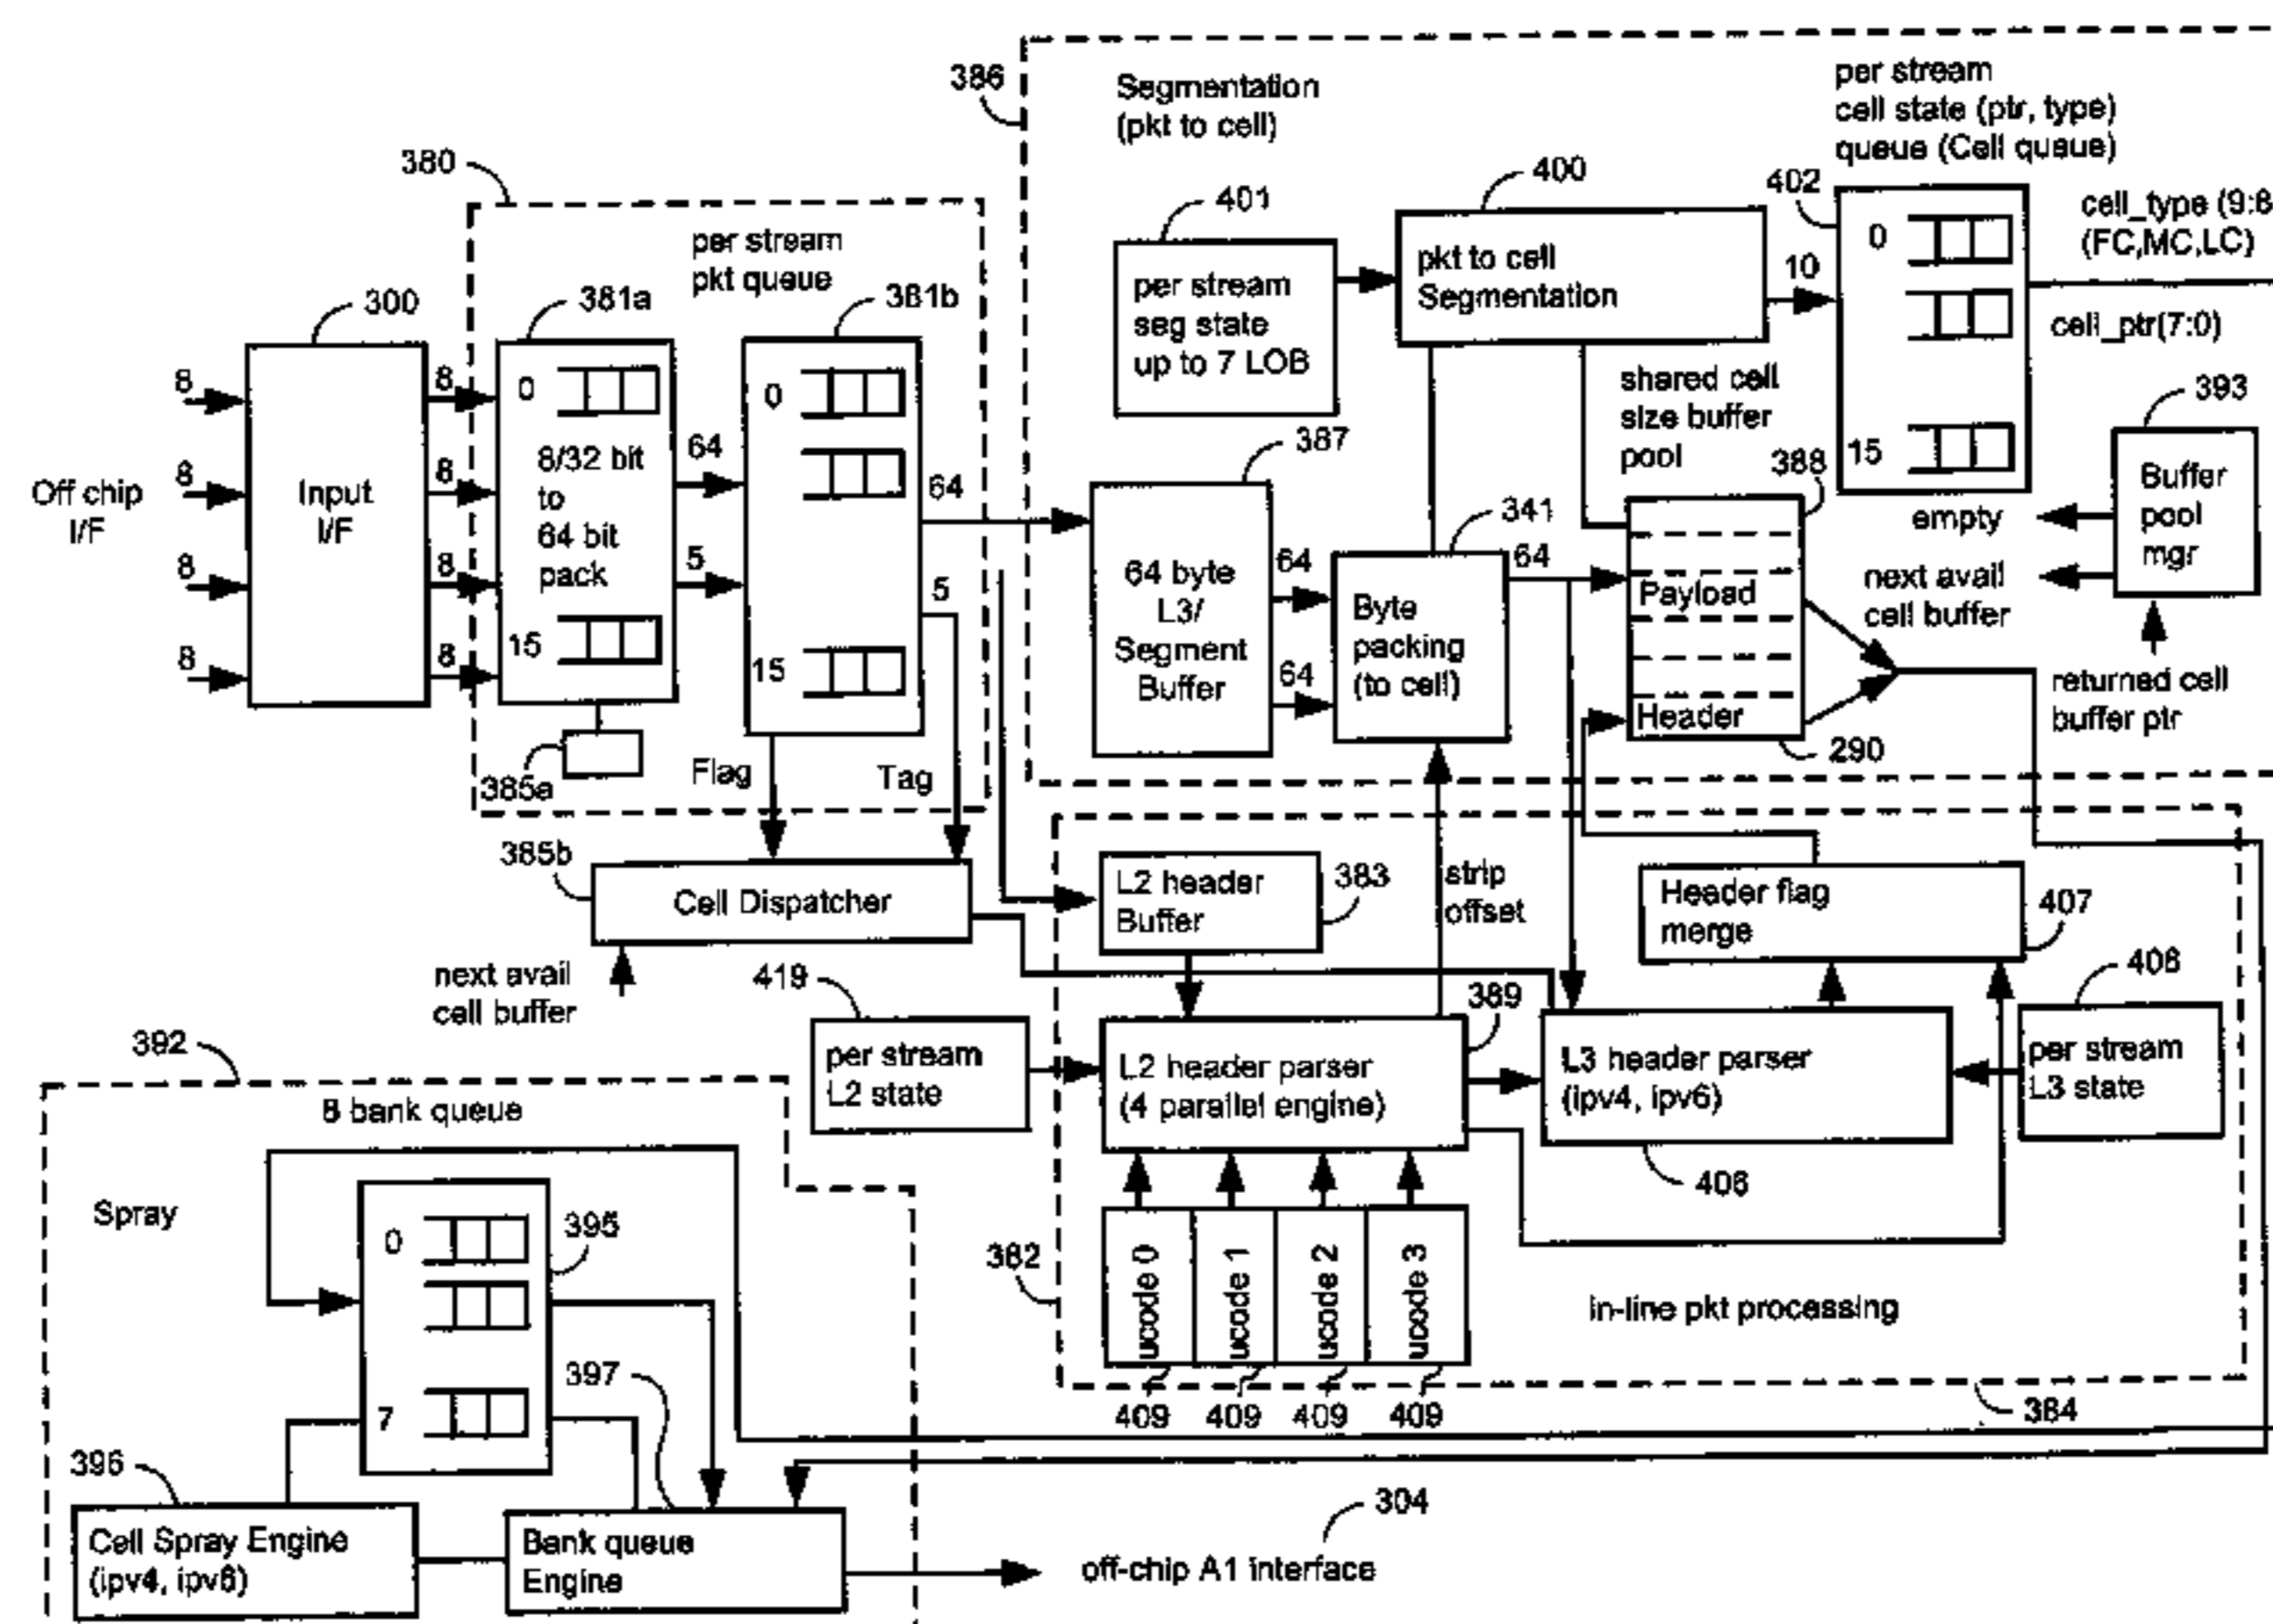 386
Segmentation
(pkt to cell)
per stream
cell state (ptr, type)
queue (Cell queue)
380
per stream
pkt queue
401
400
402
cell_type (9:8
(FC,MC,LC)
cell_ptr(7:0)
300
381a
381b
per stream
seg state
up to 7 LOB
pkt to cell
Segmentation
10
0
15
393
Off chip
I/F
8
8
8
8
Input
I/F
8
8
8
8
0
8/32 bit
to
64 bit
pack
15
64
5
0
15
64
5
387
64 byte
L3/
Segment
Buffer
64
64
341
Byte
packing
(to cell)
64
shared cell
size buffer
pool
388
Payload
Header
290
empty
next avail
cell buffer
Buffer
pool
mgr
returned cell
buffer ptr
385a
Flag
Tag
385b
Cell Dispatcher
next avail
cell buffer
L2 header
Buffer
383
strip
offset
Header flag
merge
407
419
per stream
L2 state
389
L2 header parser
(4 parallel engine)
L3 header parser
(ipv4, ipv6)
406
408
per stream
L3 state
392
8 bank queue
Spray
0
7
395
397
382
ucode 0
ucode 1
ucode 2
ucode 3
409
409
409
409
in-line pkt processing
384
396
Cell Spray Engine
(ipv4, ipv6)
Bank queue
Engine
304
off-chip A1 interface